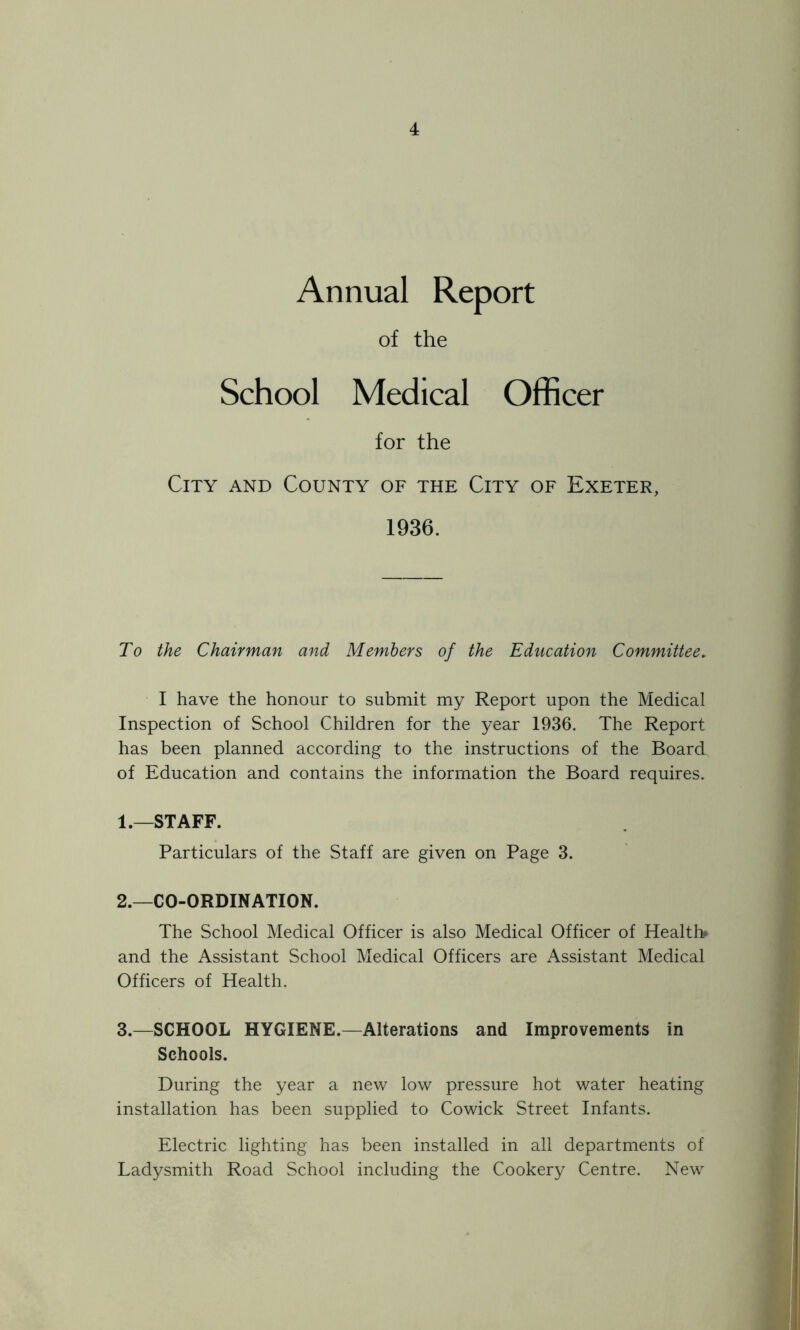 4
Annual Report
of the
School Medical Officer
for the
City and County of the City of Exeter,
1936.
To the Chairman and Members of the Education Committee.
I have the honour to submit my Report upon the Medical
Inspection of School Children for the year 1936. The Report
has been planned according to the instructions of the Board
of Education and contains the information the Board requires.
1.—STAFF.
Particulars of the Staff are given on Page 3.
2.—CO-ORDINATION.
The School Medical Officer is also Medical Officer of Health
and the Assistant School Medical Officers are Assistant Medical
Officers of Health.
3.—SCHOOL HYGIENE.—Alterations and Improvements in
Schools.
During the year a new low pressure hot water heating
installation has been supplied to Cowick Street Infants.
Electric lighting has been installed in all departments of
Ladysmith Road School including the Cookery Centre. New